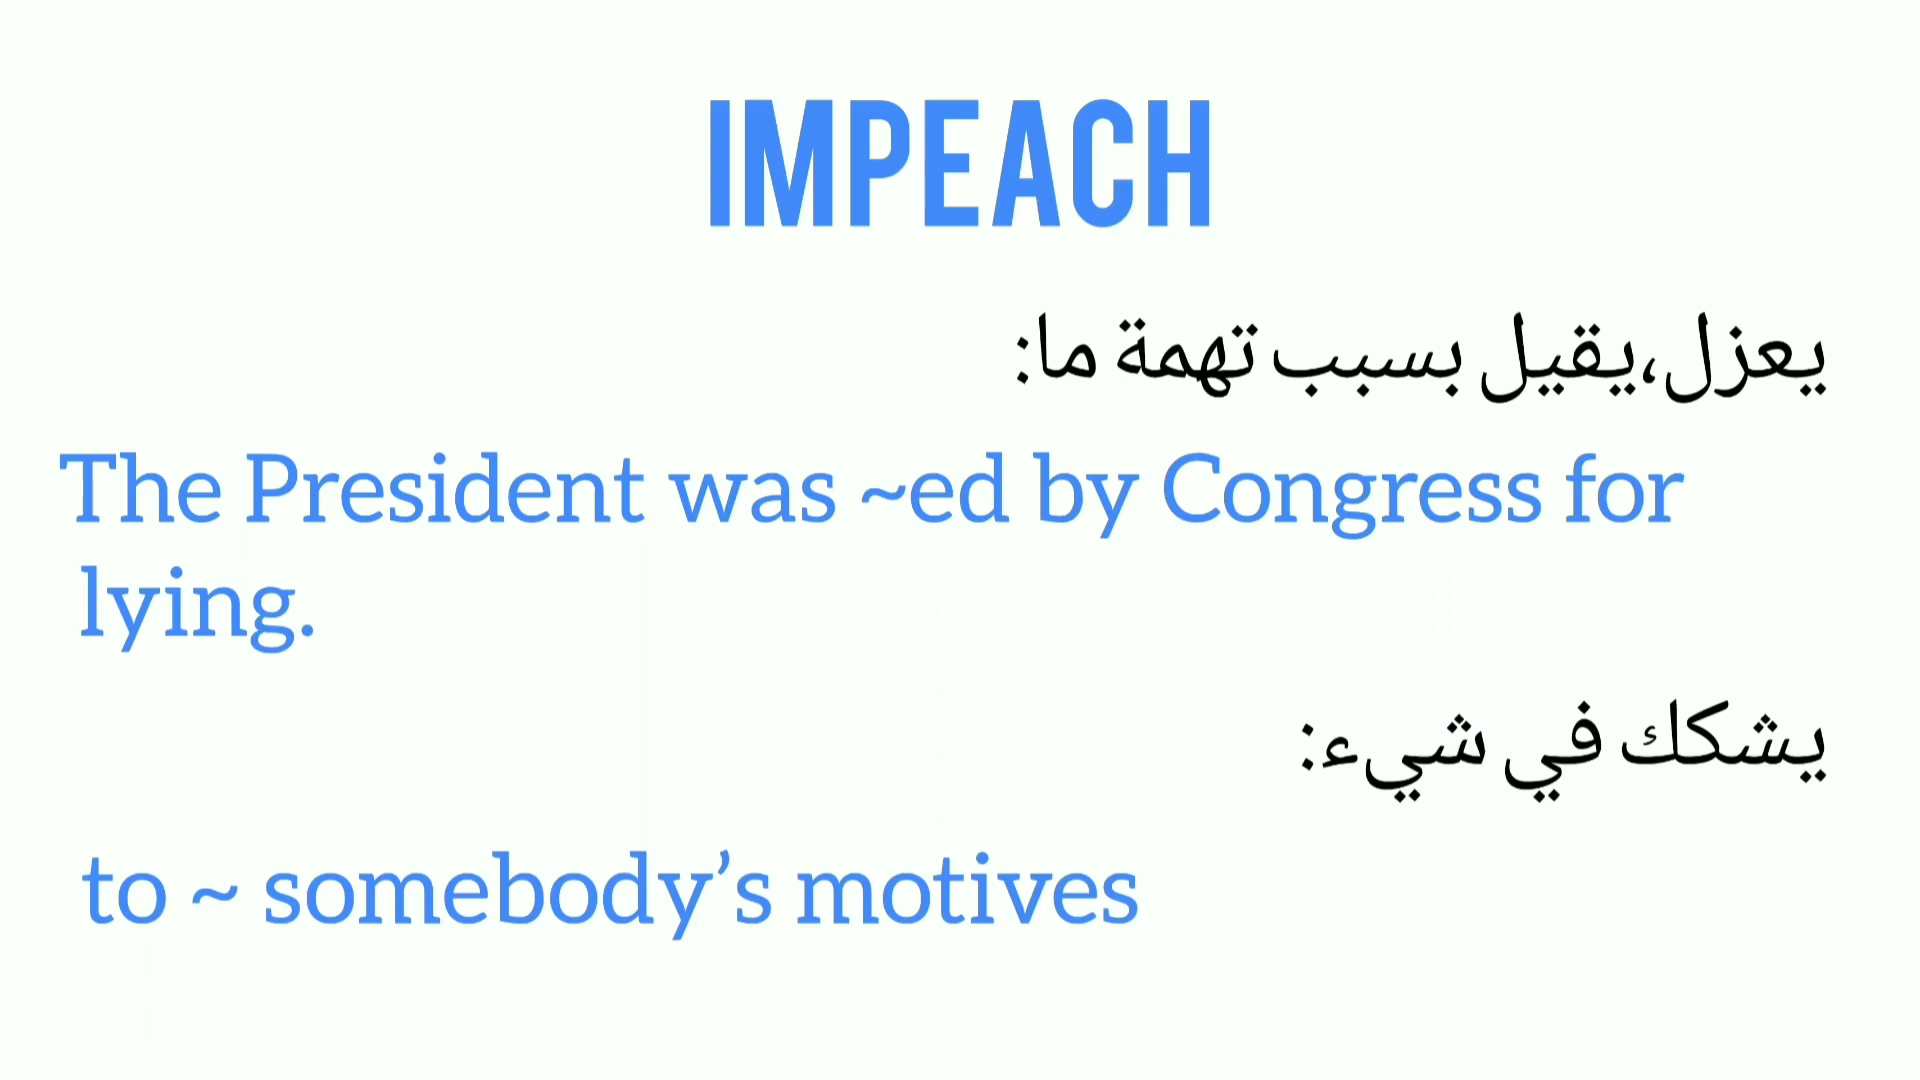 IMPEACH
يعزل،يقيل بسبب تهمة ما:
The President was ~ed by Congress for
lying.
يشكك في شيء:
to ~ somebody’s motives